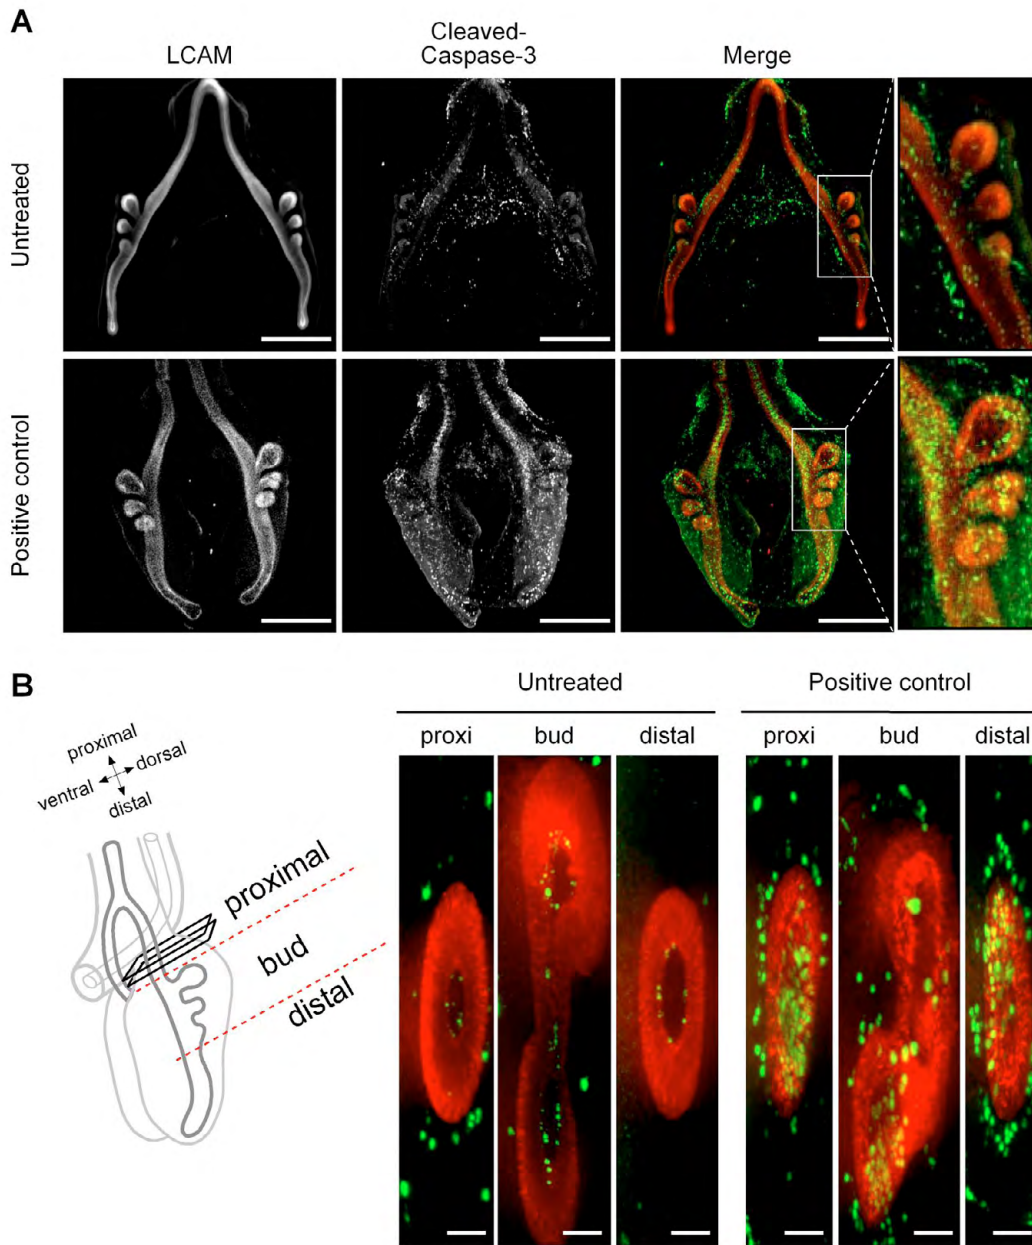 A
LCAM
Cleaved-
Caspase-3
Merge
Untreated
Positive control
B
Untreated
Positive control
proxi
bud
distal
proxi
bud
distal
proximal
dorsal
ventral
distal
proximal
bud
distal